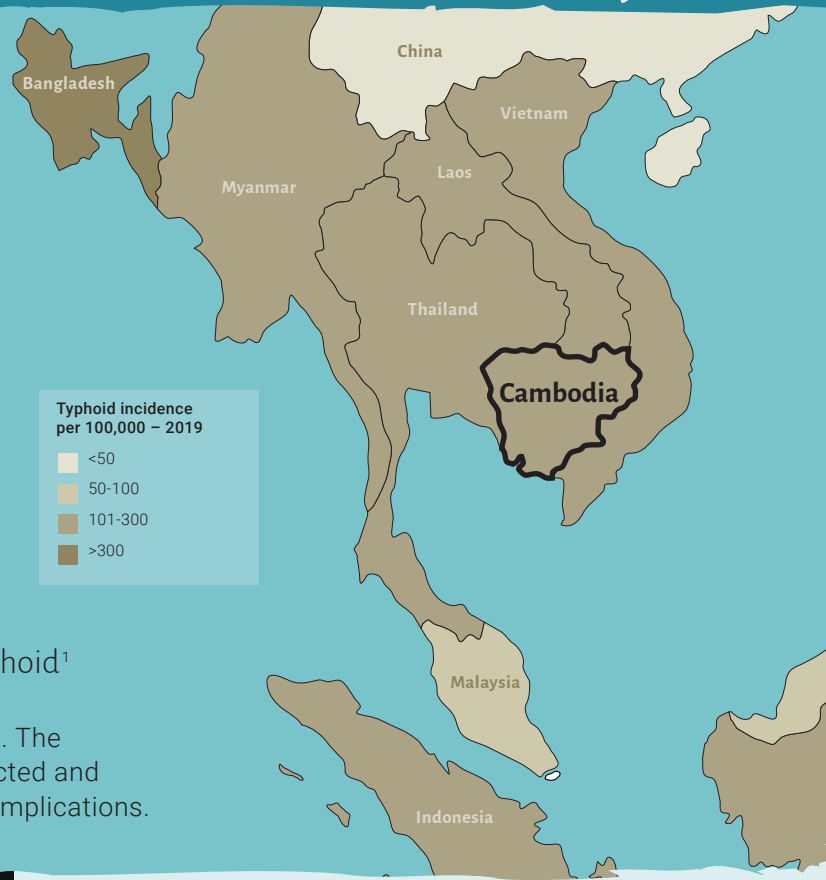 China
Bangladesh
Vietnam
Laos
Myanmar
Thailand
Cambodia
Typhoid incidence
per 100,000 – 2019
<50
50-100
101-300
>300
hoid¹
Malaysia
. The
cted and
mplications.
Indonesia